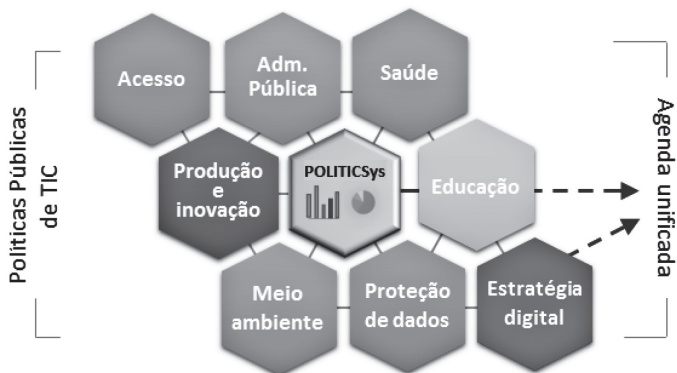 Políticas Públicas
de TIC
Acesso
Adm.
Pública
Saúde
Produção
e
inovação
POLITICSys
Educação
Meio
ambiente
Proteção
de dados
Estratégia
digital
Agenda unificada